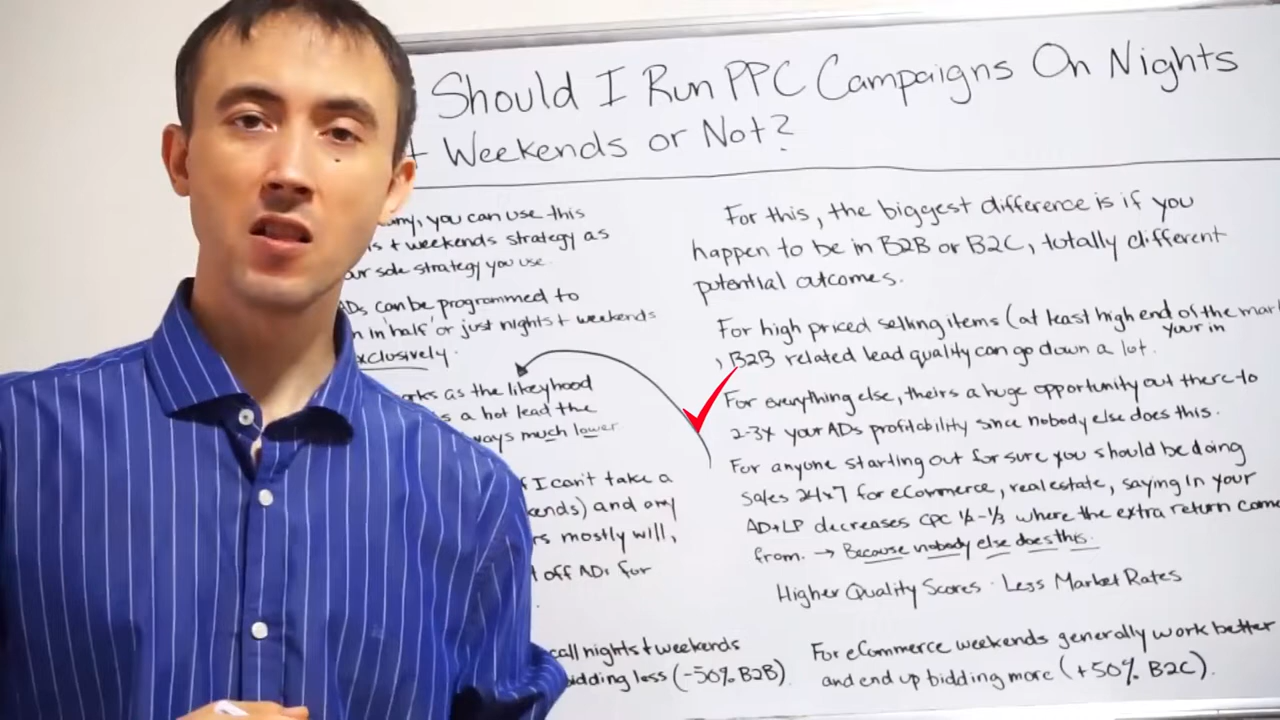 Should I Run PPC Campaigns On Nights
+ Weekends or Not?
you can use this
+ weekends strategy as
sole strategy you use
ADs can be programmed to
in 'half' or just nights + weekends
exclusively.
as the likeyhood
a hot lead the
much lower
I can't take a
and any
mostly will,
off ADs for
call nights + weekends
bidding less (-50% B2B)
For this, the biggest difference is if you
happen to be in B2B or B2C, totally different
potential outcomes.
For high priced selling items (at least high end of the mar
your in
, B2B related lead quality can go down a lot.
For everything else, theirs a huge opportunity out there to
2-3x your ADs profitability since nobody else does this.
For anyone starting out for sure you should be doing
sales 24x7 for eCommerce, real estate, saying in your
AD+LP decreases CPC ½-⅓ where the extra return come
from. → Because nobody else does this.
Higher Quality Scores · Less Market Rates
For eCommerce weekends generally work better
and end up bidding more (+50% B2C).